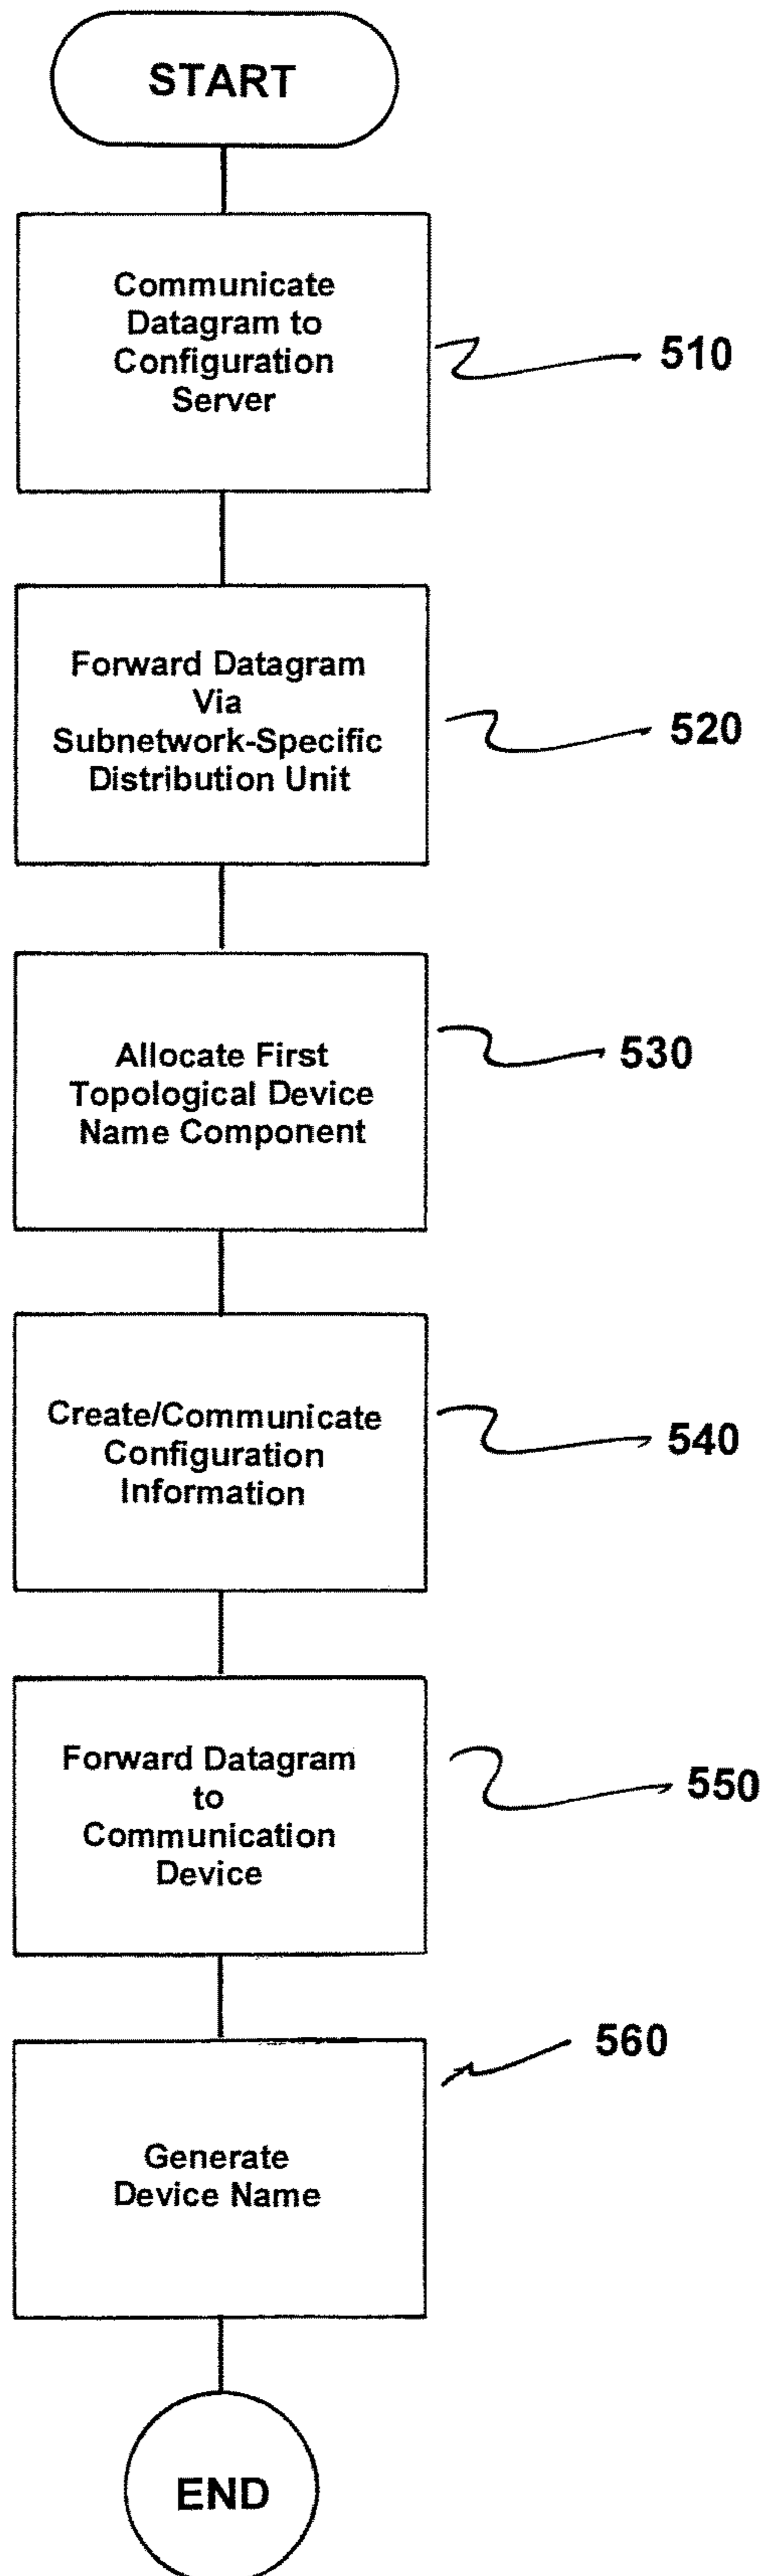 START
Communicate
Datagram to
Configuration
Server
510
Forward Datagram
Via
Subnetwork-Specific
Distribution Unit
520
Allocate First
Topological Device
Name Component
530
Create/Communicate
Configuration
Information
540
Forward Datagram
to
Communication
Device
550
560
Generate
Device Name
END